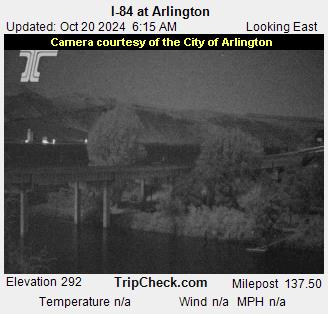 I-84 at Arlington
Updated: Oct 20 2024 6:15 AM Looking East
Camera courtesy of the City of Arlington
Elevation 292 TripCheck.com Milepost 137.50
Temperature n/a Wind n/a MPH n/a